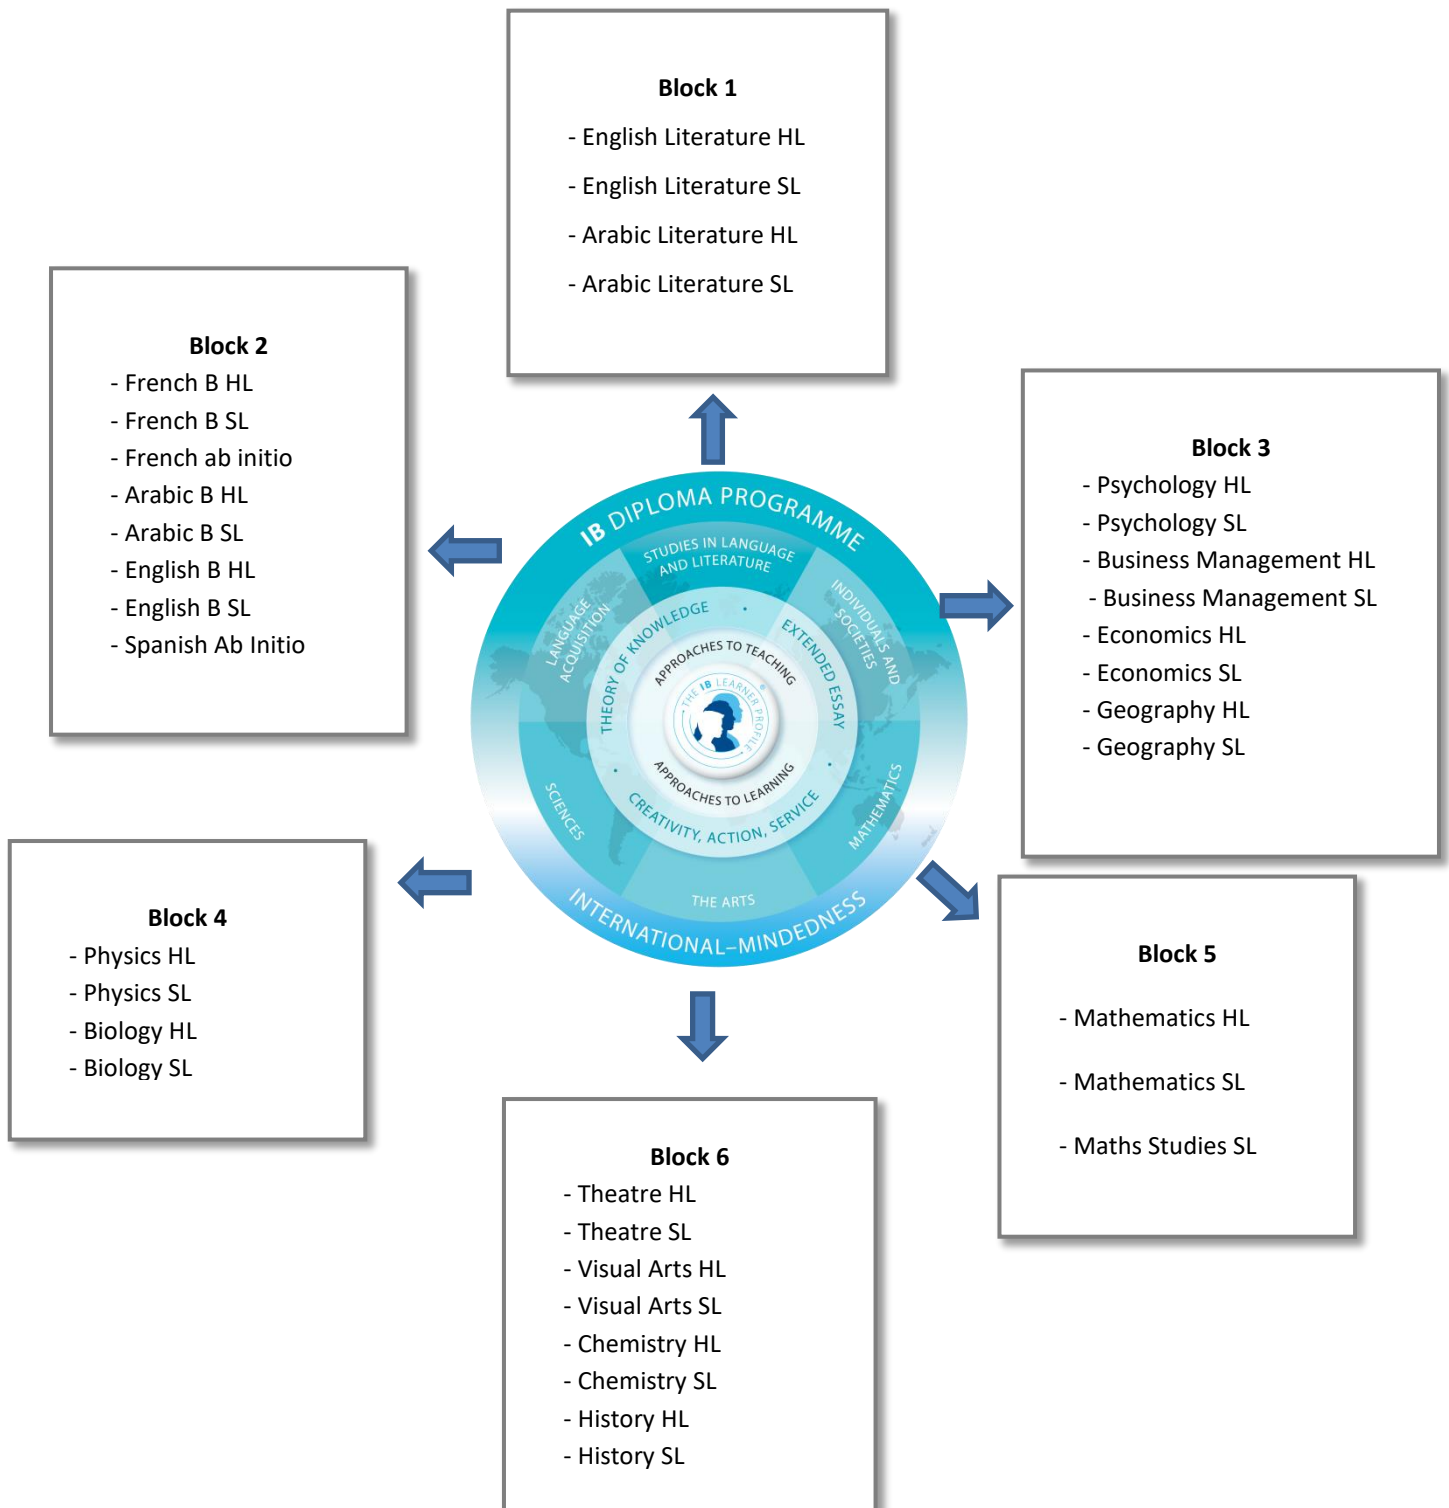 Block 1
- English Literature HL
- English Literature SL
- Arabic Literature HL
- Arabic Literature SL
Block 2
- French B HL
- French B SL
- French ab initio
- Arabic B HL
- Arabic B SL
- English B HL
- English B SL
- Spanish Ab Initio
Block 3
- Psychology HL
- Psychology SL
- Business Management HL
- Business Management SL
- Economics HL
- Economics SL
- Geography HL
- Geography SL
IB DIPLOMA PROGRAMME
STUDIES IN LANGUAGE
AND LITERATURE
LANGUAGE
ACQUISITION
INDIVIDUALS AND
SOCIETIES
THEORY OF KNOWLEDGE
EXTENDED ESSAY
APPROACHES TO TEACHING
THE IB LEARNER PROFILE
®
APPROACHES TO LEARNING
CREATIVITY, ACTION, SERVICE
SCIENCES
MATHEMATICS
THE ARTS
INTERNATIONAL-MINDEDNESS
Block 4
- Physics HL
- Physics SL
- Biology HL
- Biology SL
Block 5
- Mathematics HL
- Mathematics SL
- Maths Studies SL
Block 6
- Theatre HL
- Theatre SL
- Visual Arts HL
- Visual Arts SL
- Chemistry HL
- Chemistry SL
- History HL
- History SL